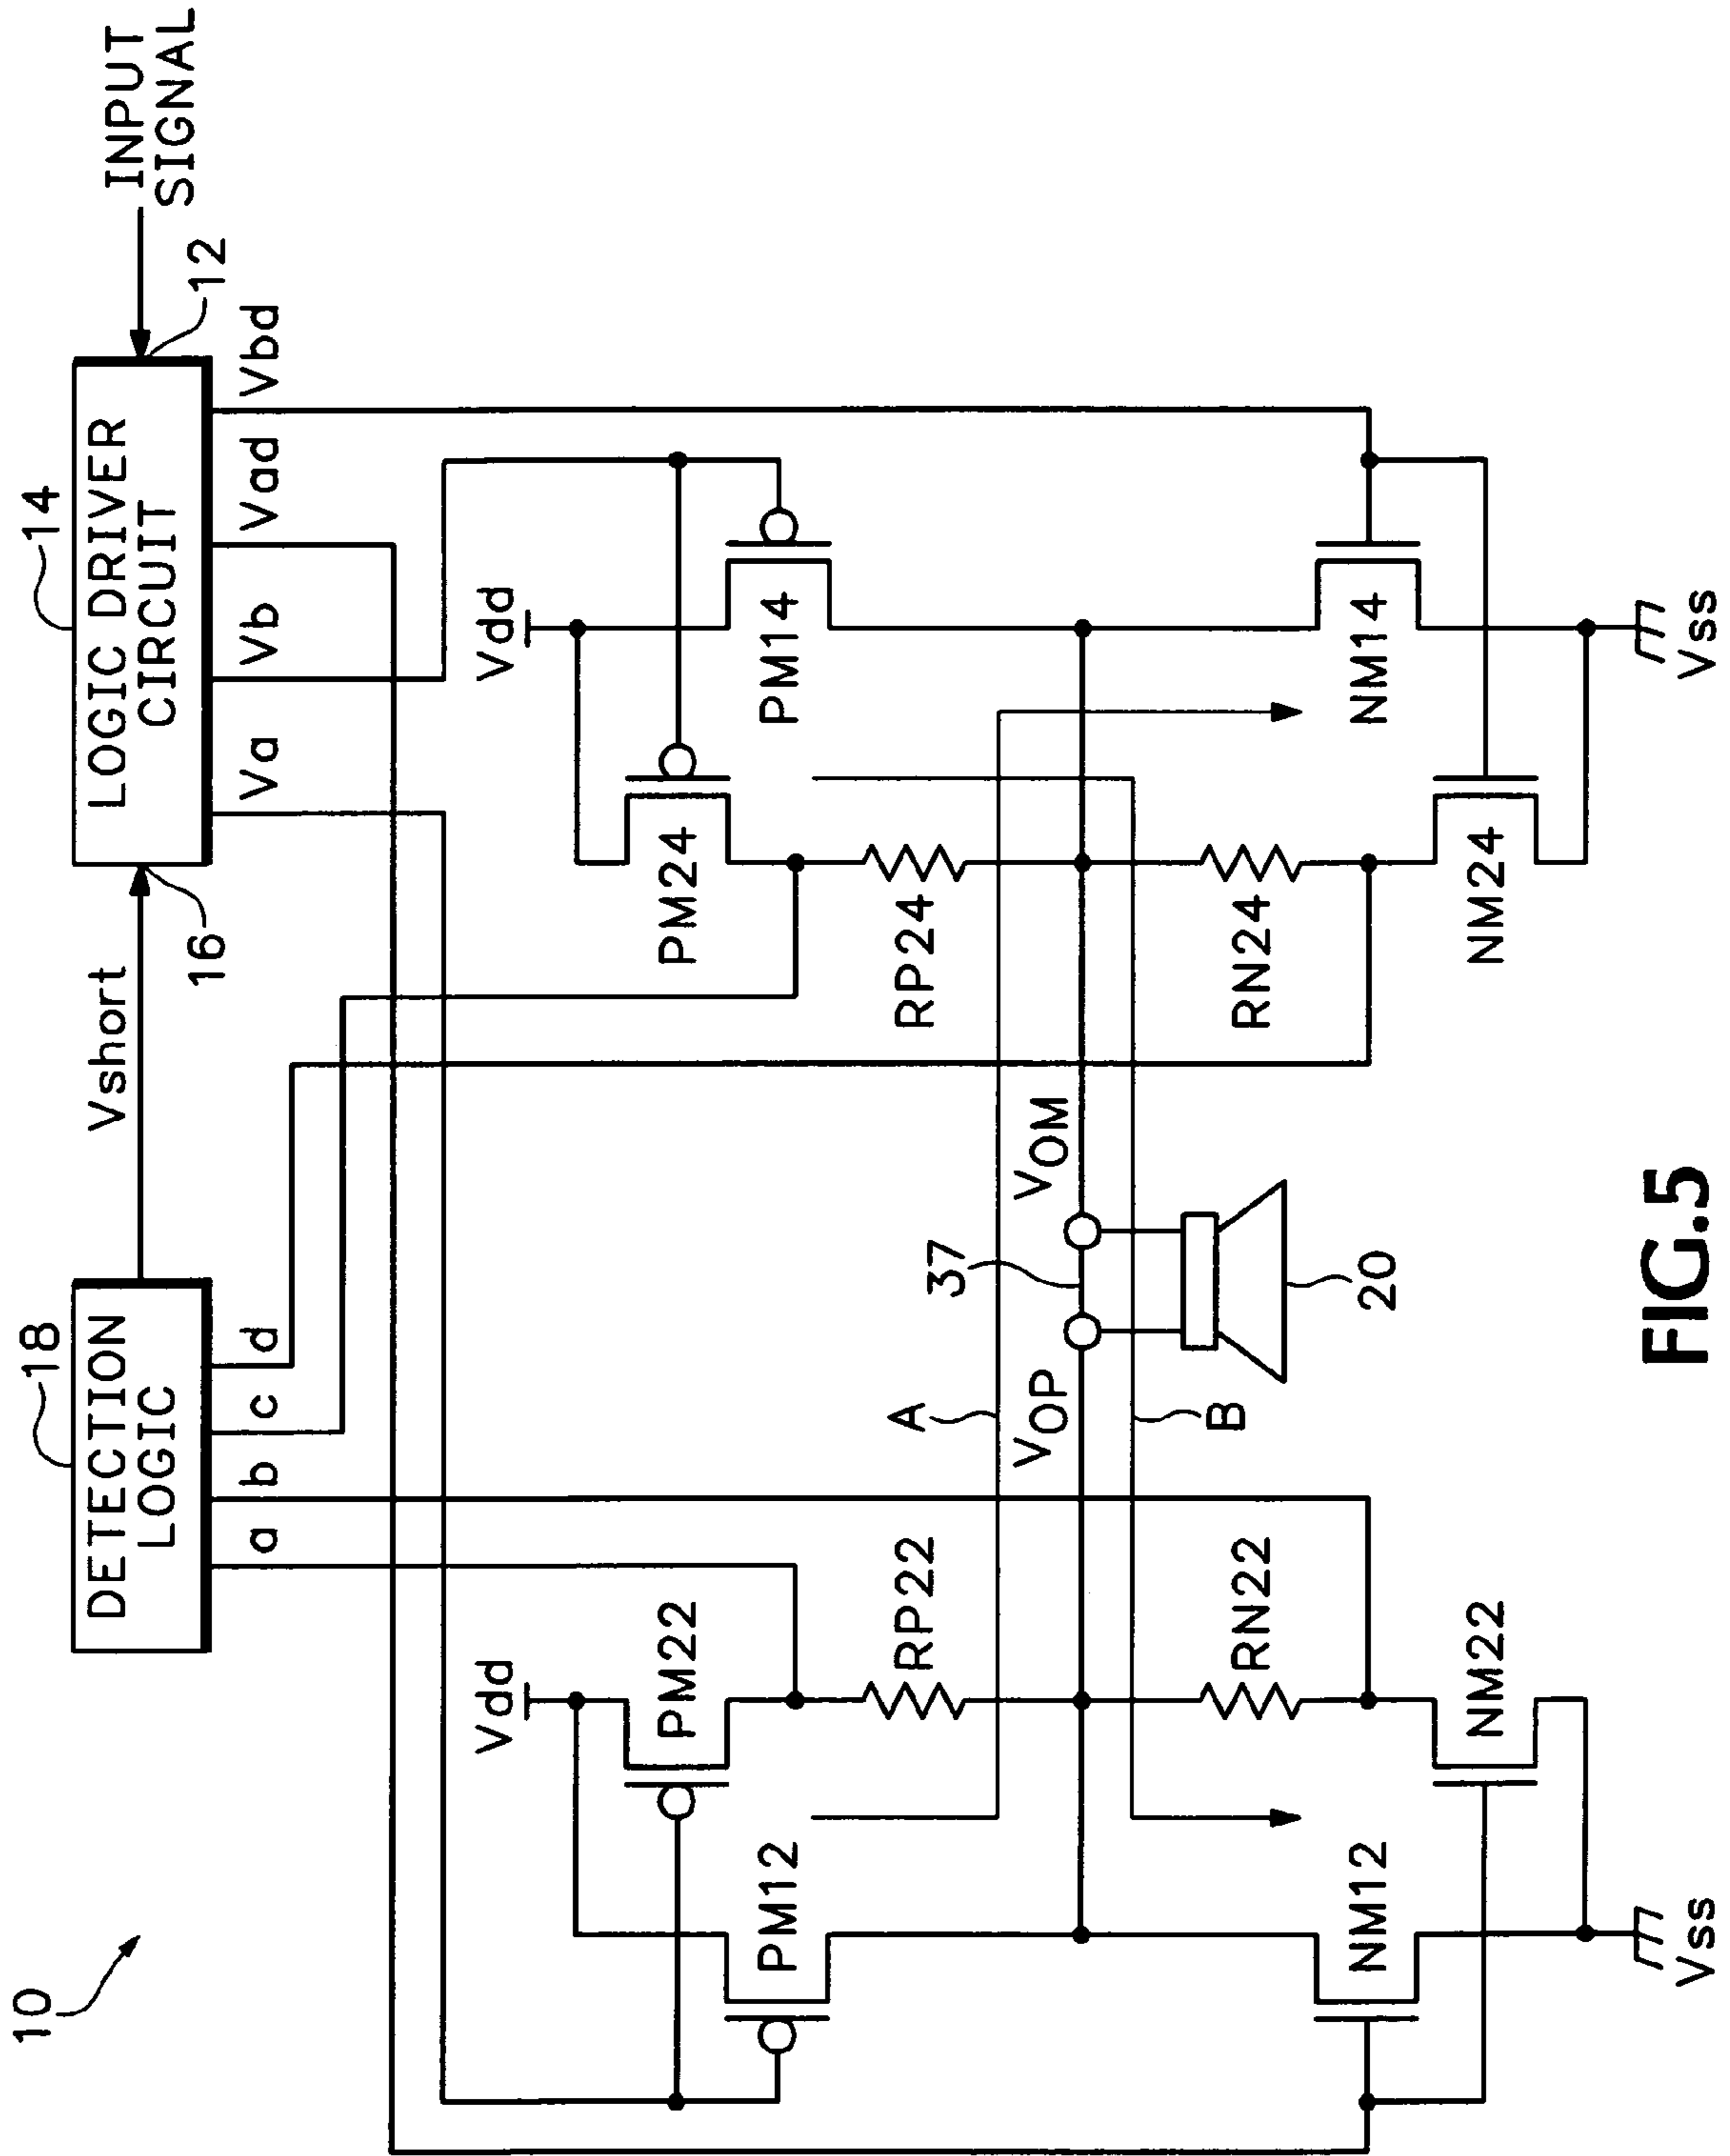 10
18
14
DETECTION
LOGIC
Vshort
16
LOGIC DRIVER
CIRCUIT
12
INPUT
SIGNAL
a
b
c
d
Va
Vb
Vad
Vbd
Vdd
Vdd
PM12
PM22
PM24
PM14
RP22
RP24
A
37
VOP
VOM
B
RN22
RN24
20
NM12
NM22
NM24
NM14
Vss
Vss
FIG.5